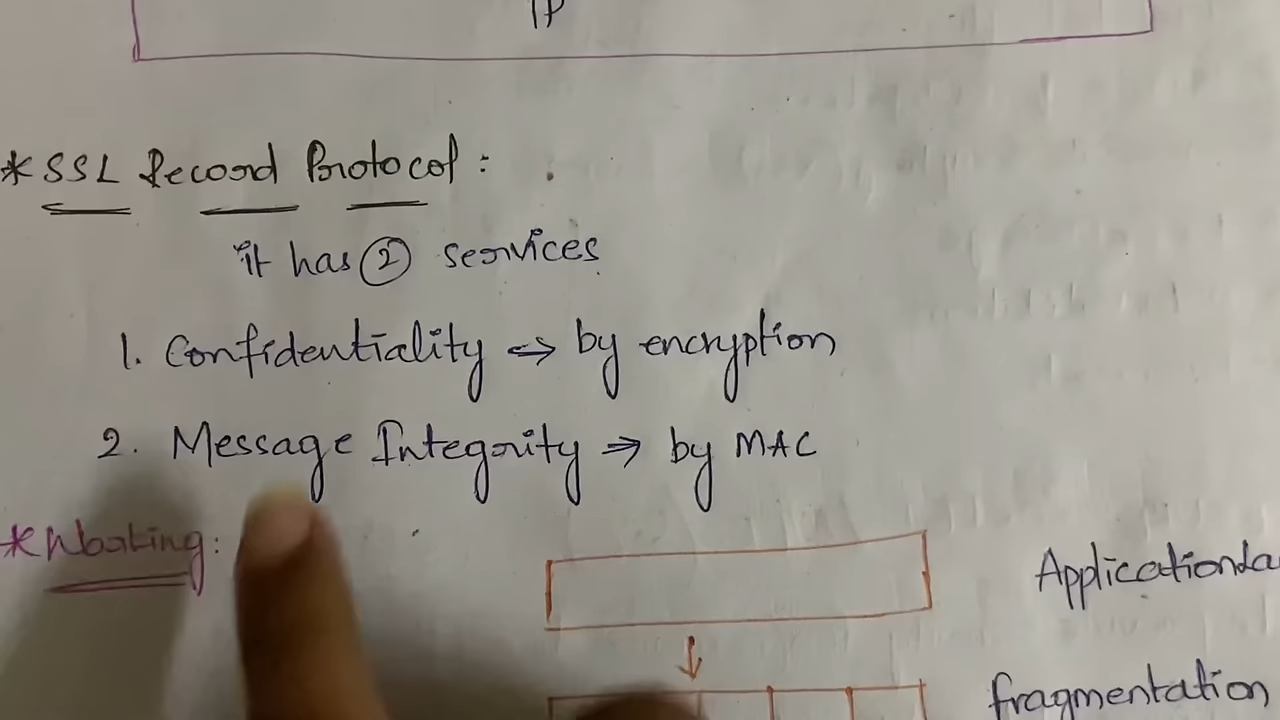 IP
* SSL Record Protocol :
it has ② services
1. Confidentiality ⇒ by encryption
2. Message Integrity ⇒ by MAC
* Working:
Applicationda
fragmentation